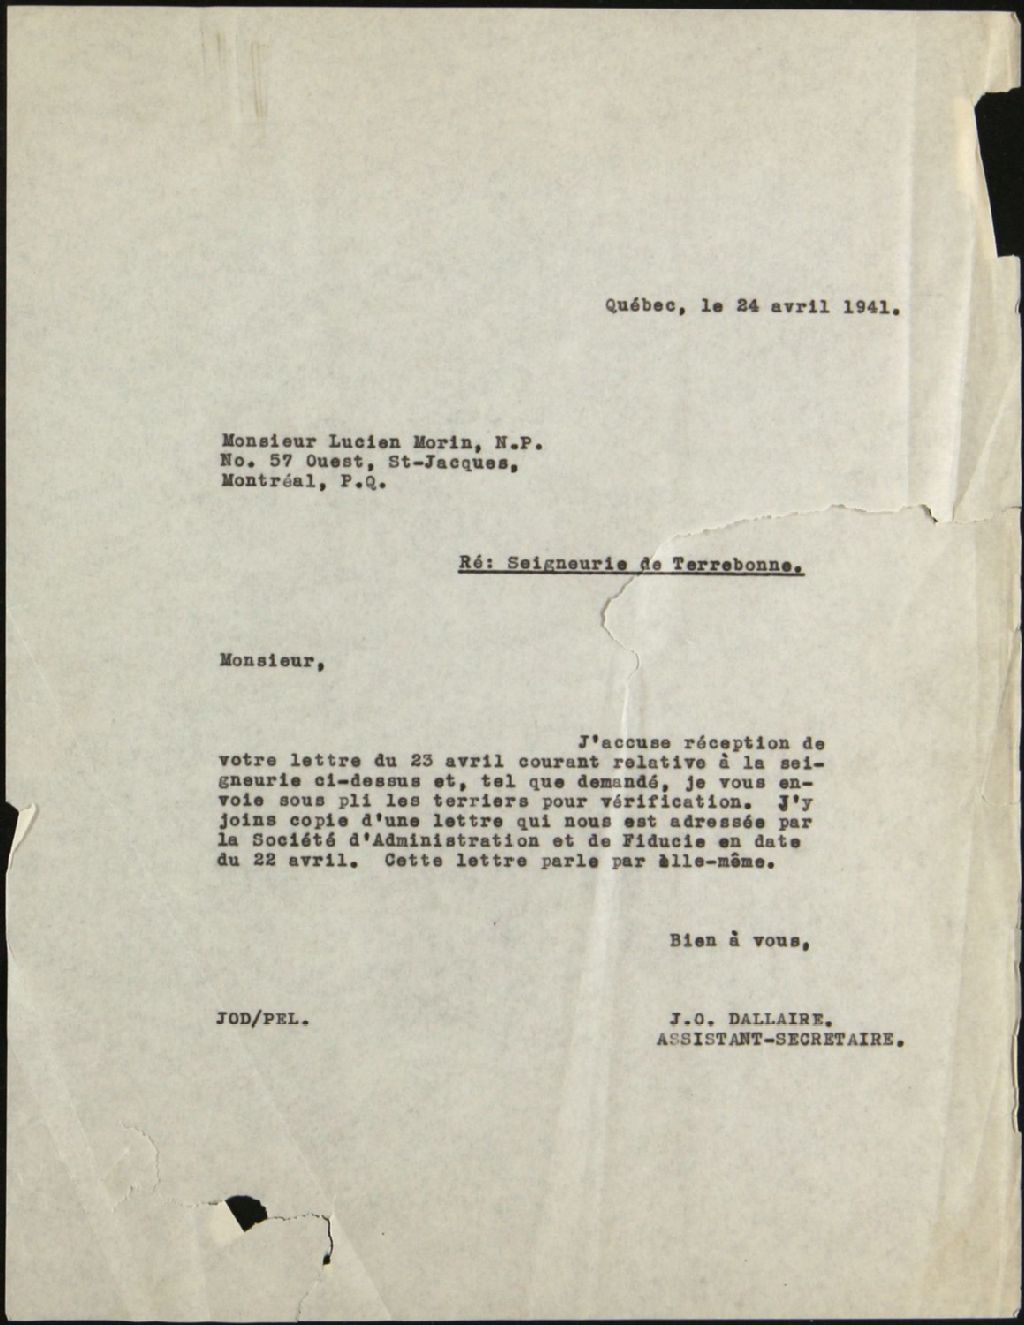 Québec, le 24 avril 1941.
Monsieur Lucien Morin, N.P.
No. 57 Ouest, St-Jacques,
Montréal, P.Q.
Ré: Seigneurie de Terrebonne.
Monsieur,
J'accuse réception de
votre lettre du 23 avril courant relative à la sei-
gneurie ci-dessus et, tel que demandé, je vous en-
voie sous pli les terriers pour vérification. J'y
joins copie d'une lettre qui nous est adressée par
la Société d'Administration et de Fiducie en date
du 22 avril. Cette lettre parle par elle-même.
Bien à vous,
JOD/PEL.
J.O. DALLAIRE.
ASSISTANT-SECRETAIRE.